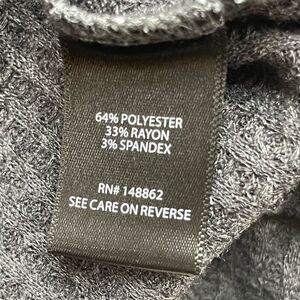 64% POLYESTER
33% RAYON
3% SPANDEX
RN# 148862
SEE CARE ON REVERSE